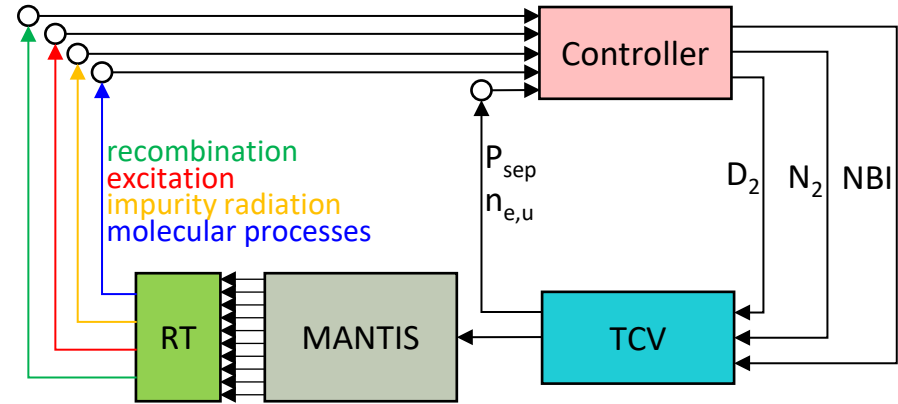 Controller
P_sep
n_e,u
D_2
N_2
NBI
recombination
excitation
impurity radiation
molecular processes
RT
MANTIS
TCV